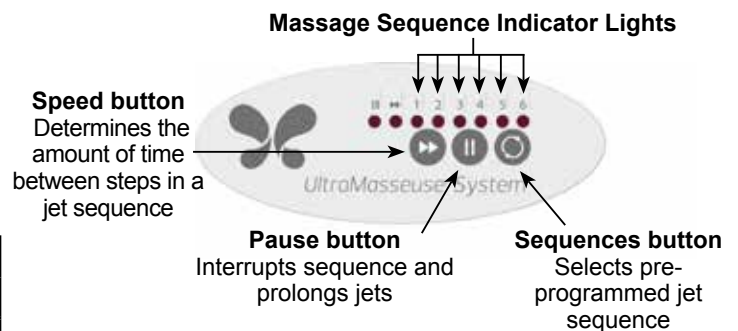 Massage Sequence Indicator Lights
Speed button
Determines the
amount of time
between steps in a
jet sequence
1 2 3 4 5 6
UltraMasseuse System
Pause button
Interrupts sequence and
prolongs jets
Sequences button
Selects pre-
programmed jet
sequence